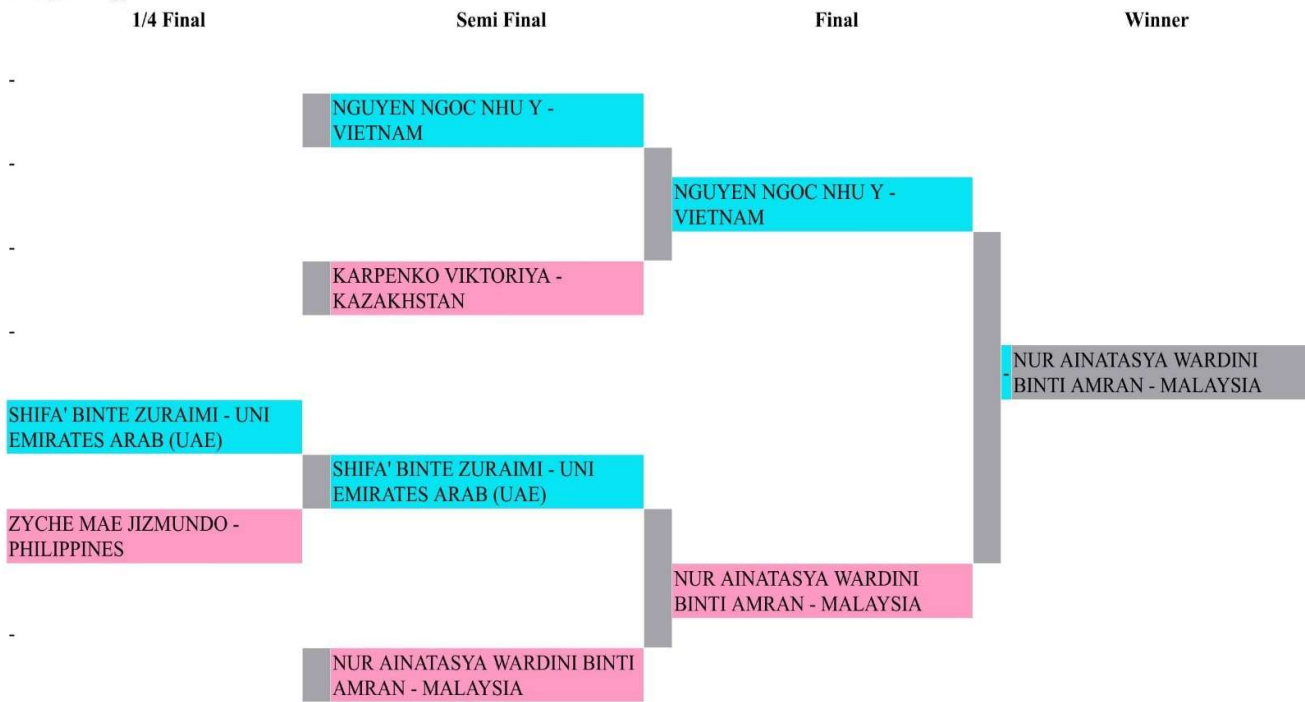 1/4 Final
Semi Final
Final
Winner
-
NGUYEN NGOC NHU Y -
VIETNAM
-
NGUYEN NGOC NHU Y -
VIETNAM
-
KARPENKO VIKTORIYA -
KAZAKHSTAN
-
- NUR AINATASYA WARDINI
BINTI AMRAN - MALAYSIA
SHIFA' BINTE ZURAIMI - UNI
EMIRATES ARAB (UAE)
SHIFA' BINTE ZURAIMI - UNI
EMIRATES ARAB (UAE)
ZYCHE MAE JIZMUNDO -
PHILIPPINES
NUR AINATASYA WARDINI
BINTI AMRAN - MALAYSIA
-
NUR AINATASYA WARDINI BINTI
AMRAN - MALAYSIA